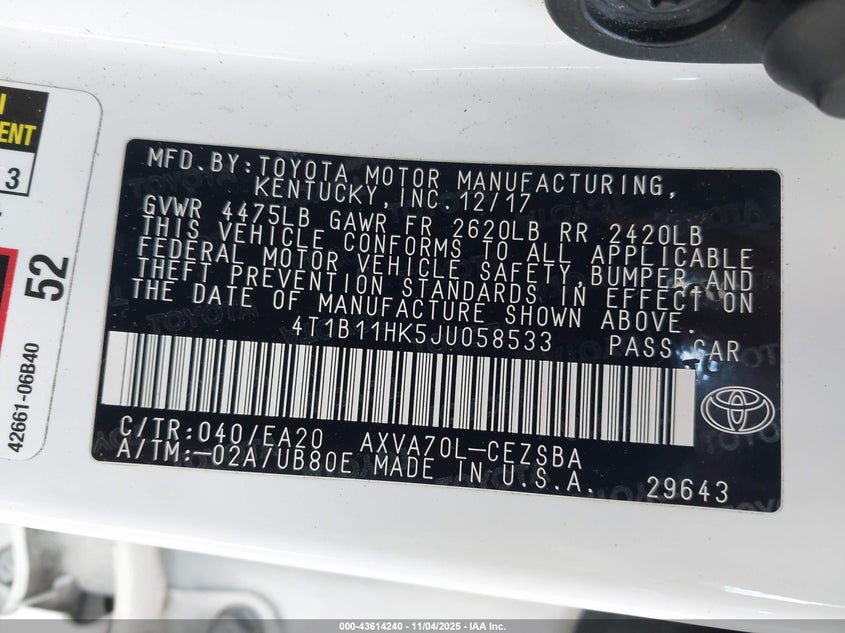 ENT
3
52
42661-06B40
MFD.BY:TOYOTA MOTOR MANUFACTURING,
KENTUCKY,INC.12/17
GVWR 4475LB GAWR FR 2620LB RR 2420LB
THIS VEHICLE CONFORMS TO ALL APPLICABLE
FEDERAL MOTOR VEHICLE SAFETY,BUMPER,AND
THEFT PREVENTION STANDARDS IN EFFECT ON
THE DATE OF MANUFACTURE SHOWN ABOVE.
4T1B11HK5JU058533 PASS.CAR
C/TR:040/EA20 AXVA70L-CEZSBA
A/TM:-02A7UB80E MADE IN U.S.A.
29643
000-43614240 - 11/04/2025 - IAA Inc.